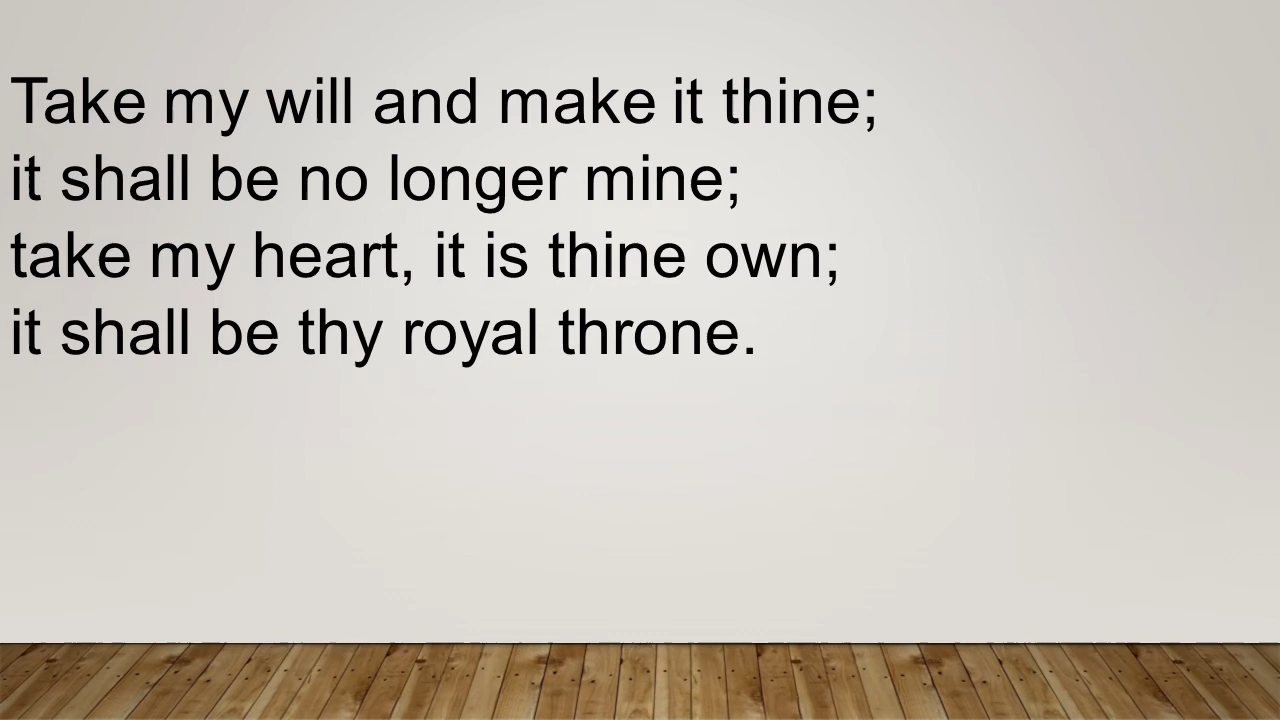 Take my will and make it thine;
it shall be no longer mine;
take my heart, it is thine own;
it shall be thy royal throne.